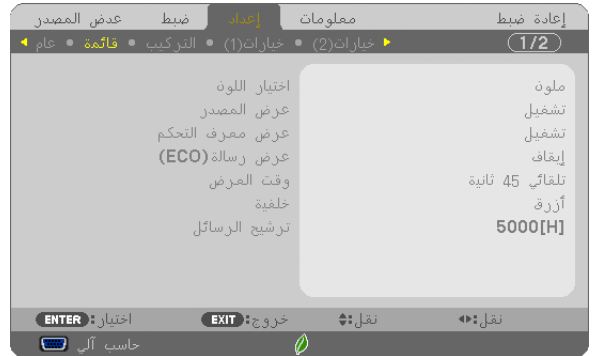 عدض المصدر ضبط إعداد معلومات إعادة ضبط
عام • قائمة • التركيب • خيارات(1) • خيارات(2) 1/2
اختيار اللون ملون
عرض المصدر تشغيل
عرض معرف التحكم تشغيل
عرض رسالة (ECO) إيقاف
وقت العرض تلقائي 45 ثانية
خلفية أزرق
ترشيح الرسائل 5000[H]
ENTER: اختيار EXIT: خروج نقل: نقل:
حاسب آلي